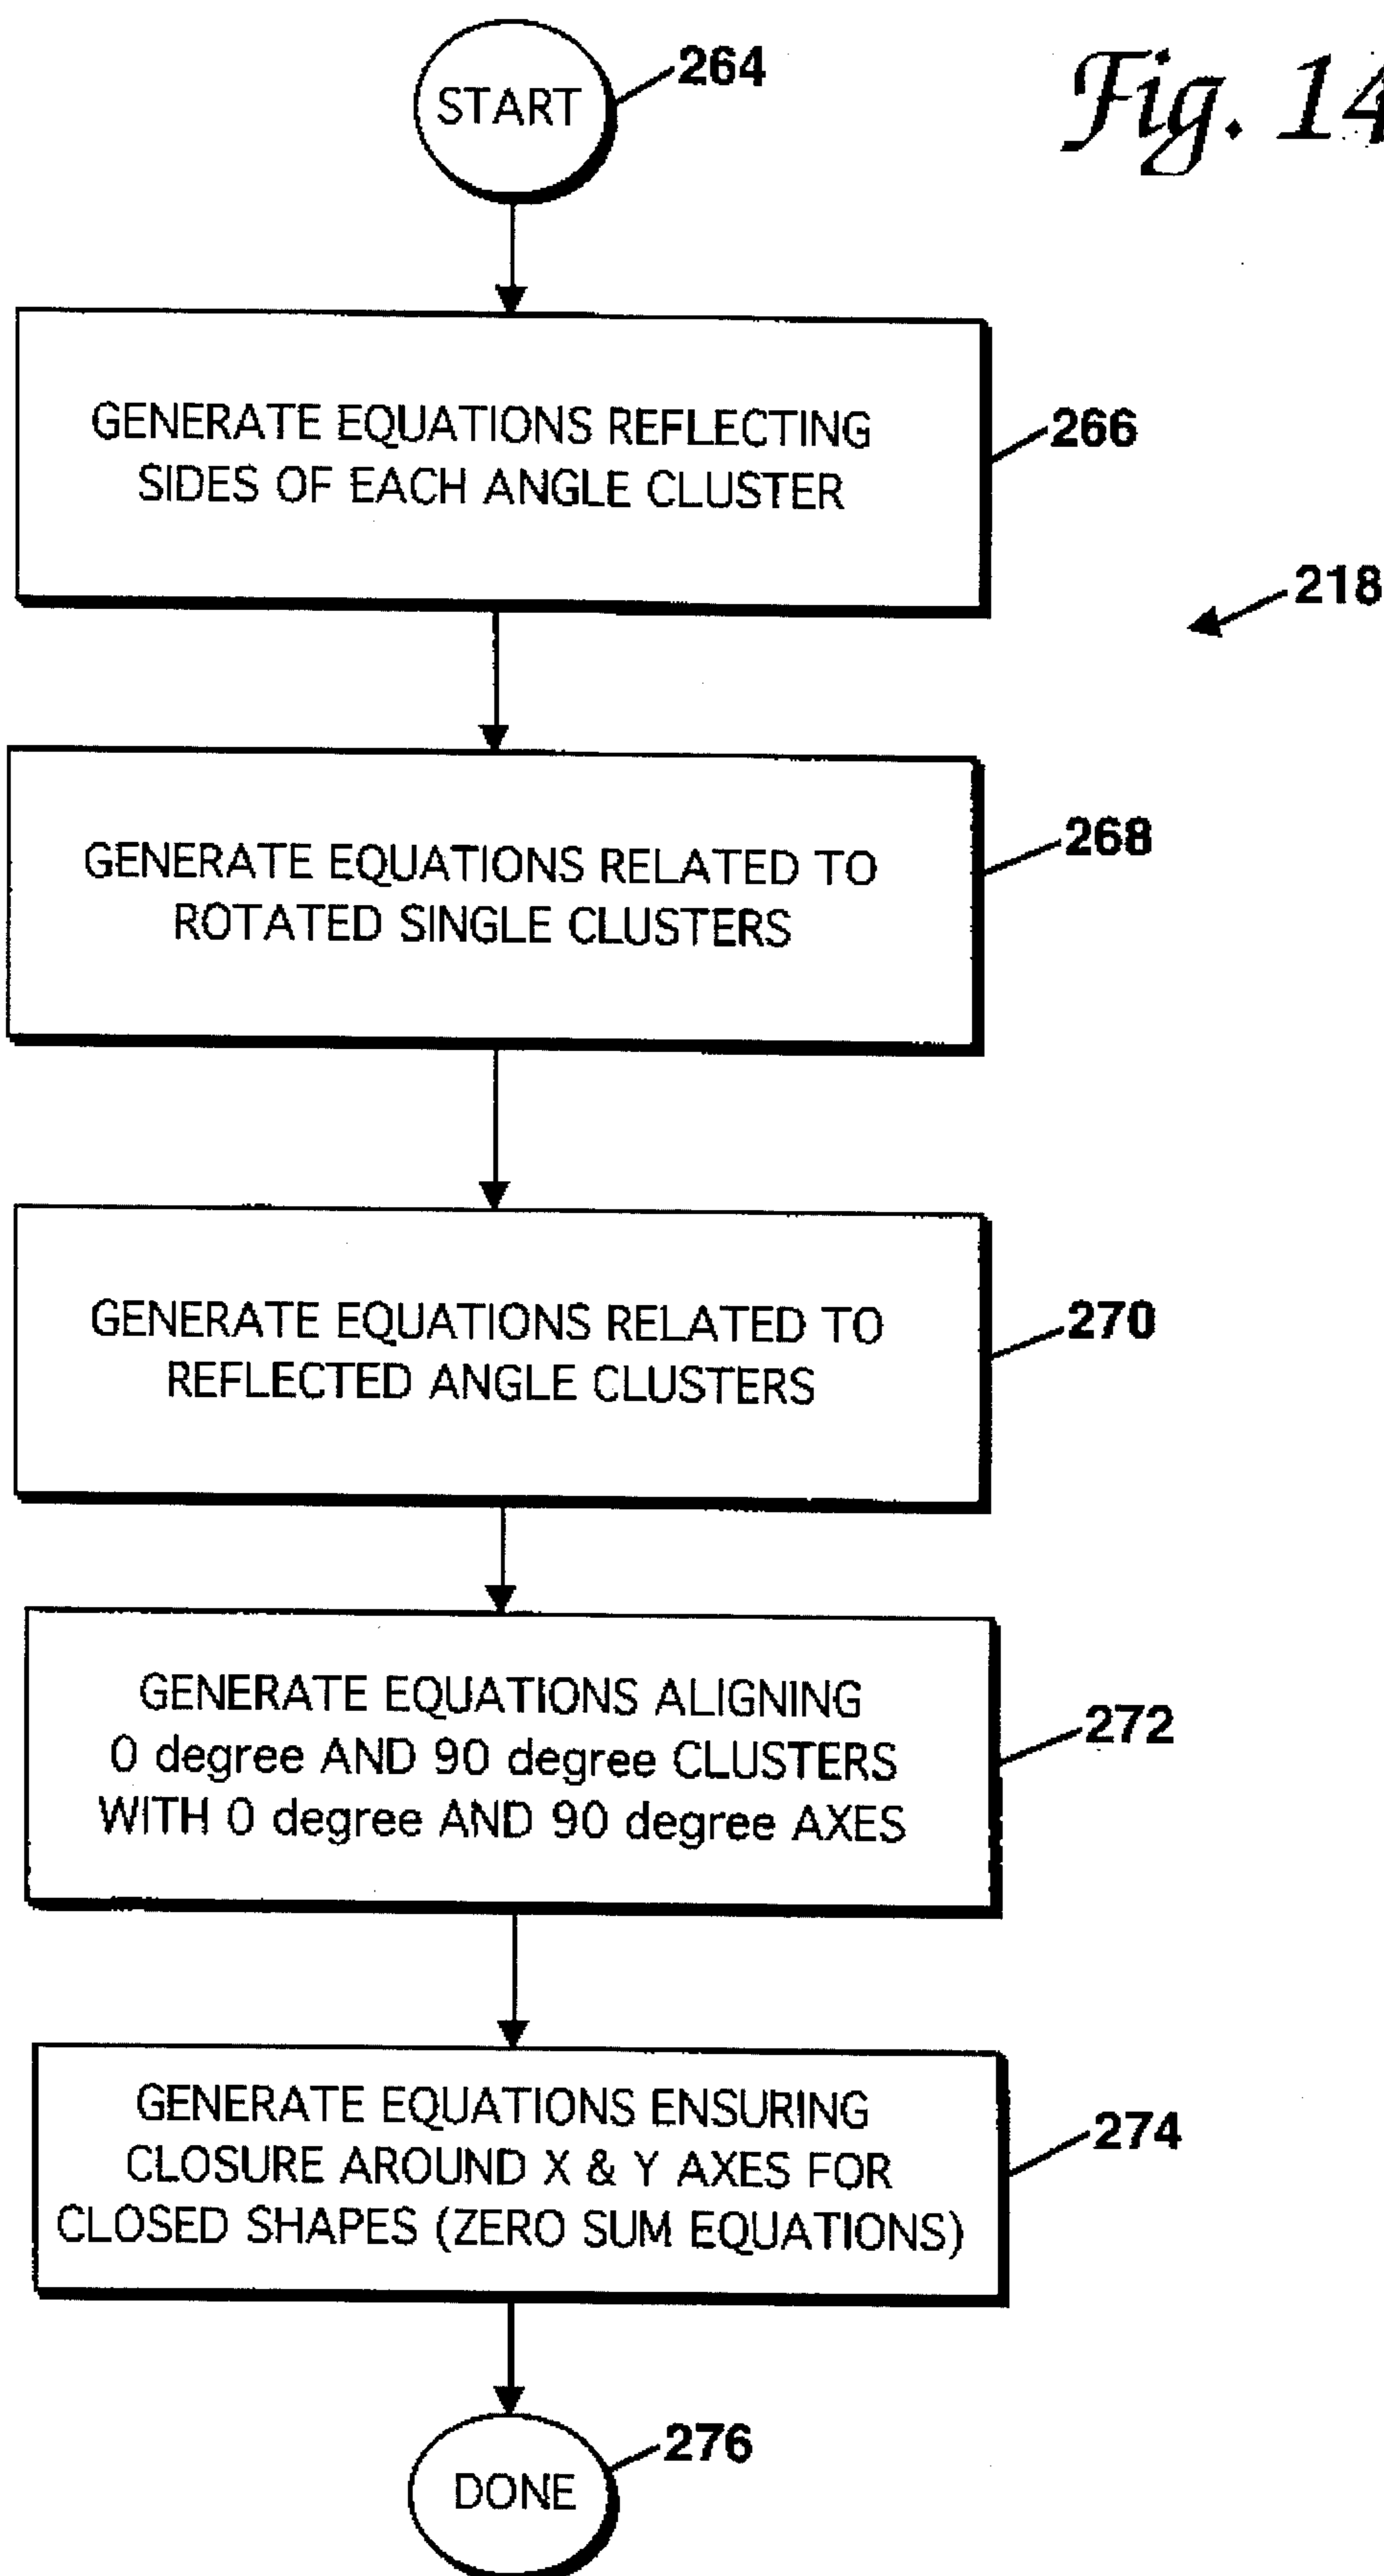 Fig. 14
START
264
GENERATE EQUATIONS REFLECTING
SIDES OF EACH ANGLE CLUSTER
266
218
GENERATE EQUATIONS RELATED TO
ROTATED SINGLE CLUSTERS
268
GENERATE EQUATIONS RELATED TO
REFLECTED ANGLE CLUSTERS
270
GENERATE EQUATIONS ALIGNING
0 degree AND 90 degree CLUSTERS
WITH 0 degree AND 90 degree AXES
272
GENERATE EQUATIONS ENSURING
CLOSURE AROUND X & Y AXES FOR
CLOSED SHAPES (ZERO SUM EQUATIONS)
274
DONE
276